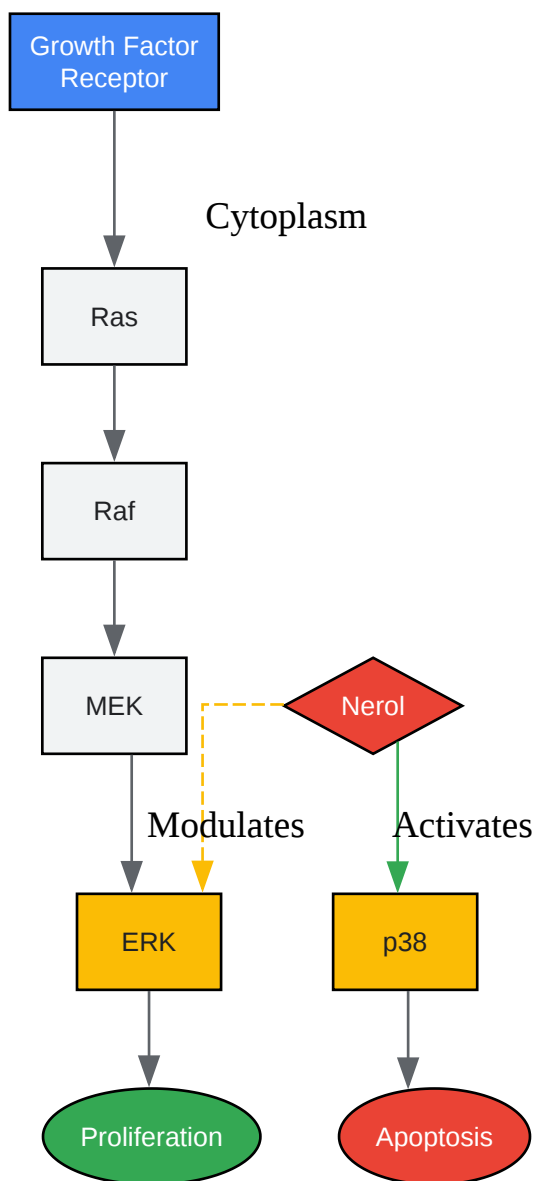 Growth Factor
Receptor
Cytoplasm
Ras
Raf
MEK
Nerol
Modulates
Activates
ERK
p38
Proliferation
Apoptosis